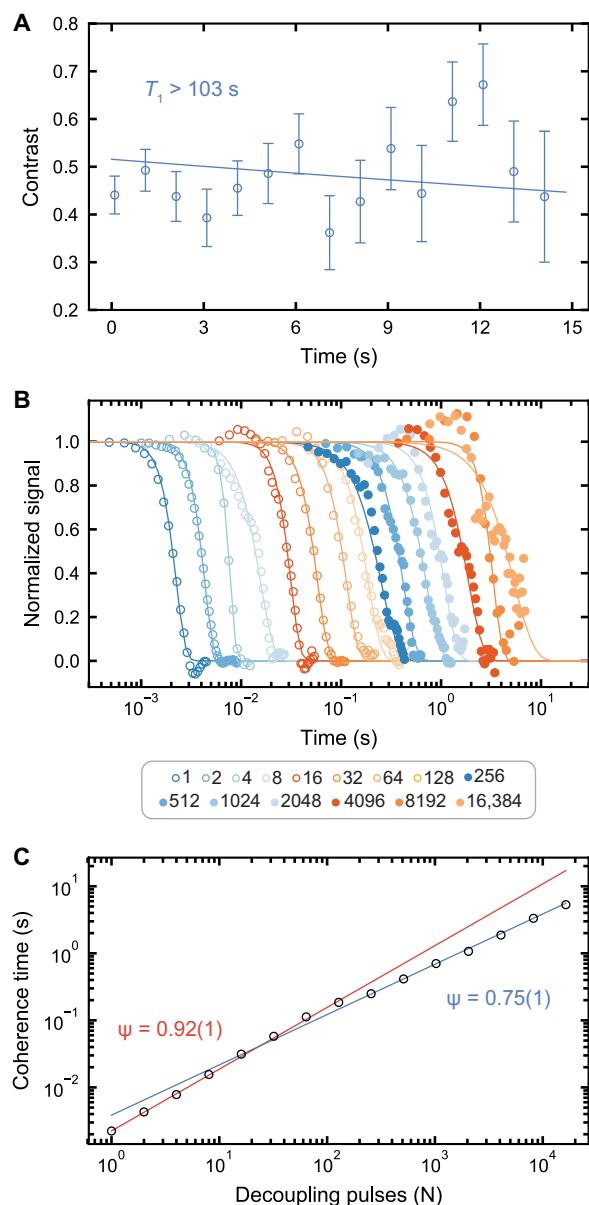 A
0.8
0.7
0.6
0.5
0.4
0.3
0.2
Contrast
T₁ > 103 s
0 3 6 9 12 15
Time (s)
B
1.0
0.8
0.6
0.4
0.2
0.0
Normalized signal
10⁻³ 10⁻² 10⁻¹ 10⁰ 10¹
Time (s)
1 2 4 8 16 32 64 128 256
512 1024 2048 4096 8192 16,384
C
10¹
10⁰
10⁻¹
10⁻²
Coherence time (s)
ψ = 0.92(1)
ψ = 0.75(1)
10⁰ 10¹ 10² 10³ 10⁴
Decoupling pulses (N)